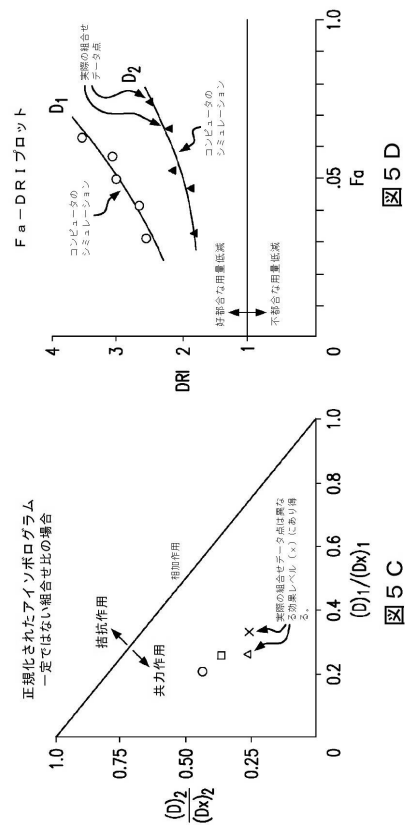 正規化されたアイソボログラム
一定ではない組合せ比の場合
1.0
0.75
0.50
0.25
0
0.2
0.4
0.6
0.8
1.0
(D)2
(Dx)2
(D)1/(Dx)1
拮抗作用
共力作用
相加作用
実際の組合せデータ点は異な
る効果レベル(x)にあり得
る。
図5C
Fa-DRIプロット
4
3
2
1
0
DRI
.05
1.0
Fa
D1
D2
実際の組合せ
データ点
コンピュータの
シミュレーション
コンピュータの
シミュレーション
好都合な用量低減
不都合な用量低減
図5D